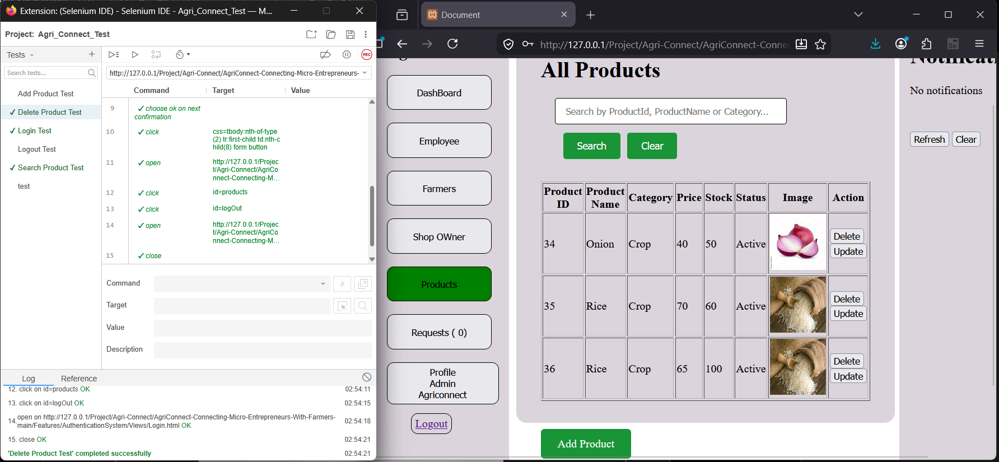 Extension: (Selenium IDE) - Selenium IDE - Agri_Connect_Test — M...
Project: Agri_Connect_Test
Tests
Search tests...
Add Product Test
✓ Delete Product Test
✓ Login Test
Logout Test
✓ Search Product Test
test
REC
http://127.0.0.1/Project/Agri-Connect/AgriConnect-Connecting-Micro-Entrepreneurs-
Command Target Value
9 ✓ choose ok on next
confirmation
10 ✓ click css=tbody:nth-of-type
(2) tr:first-child td:nth-c
hild(8) form button
11 ✓ open http://127.0.0.1/Projec
t/Agri-Connect/AgriCo
nnect-Connecting-M...
12 ✓ click id=products
13 ✓ click id=logOut
14 ✓ open http://127.0.0.1/Projec
t/Agri-Connect/AgriCo
nnect-Connecting-M...
15 ✓ close
Command //
Target
Value
Description
Log Reference
12. click on id=products OK 02:54:11
13. click on id=logOut OK 02:54:15
14. open on http://127.0.0.1/Project/Agri-Connect/AgriConnect-Connecting-Micro-Entrepreneurs-With-Farmers-
main/Features/AuthenticationSystem/Views/Login.html OK 02:54:18
15. close OK 02:54:21
'Delete Product Test' completed successfully 02:54:21
Document
http://127.0.0.1/Project/Agri-Connect/AgriConnect-Connec
Se
DashBoard
Employee
Farmers
Shop OWner
Products
Requests ( 0)
Profile
Admin
Agriconnect
Logout
All Products
Search by ProductId, ProductName or Category...
Search Clear
Product ID Product Name Category Price Stock Status Image Action
34 Onion Crop 40 50 Active Delete
Update
35 Rice Crop 70 60 Active Delete
Update
36 Rice Crop 65 100 Active Delete
Update
Add Product
No notifications
Refresh Clear